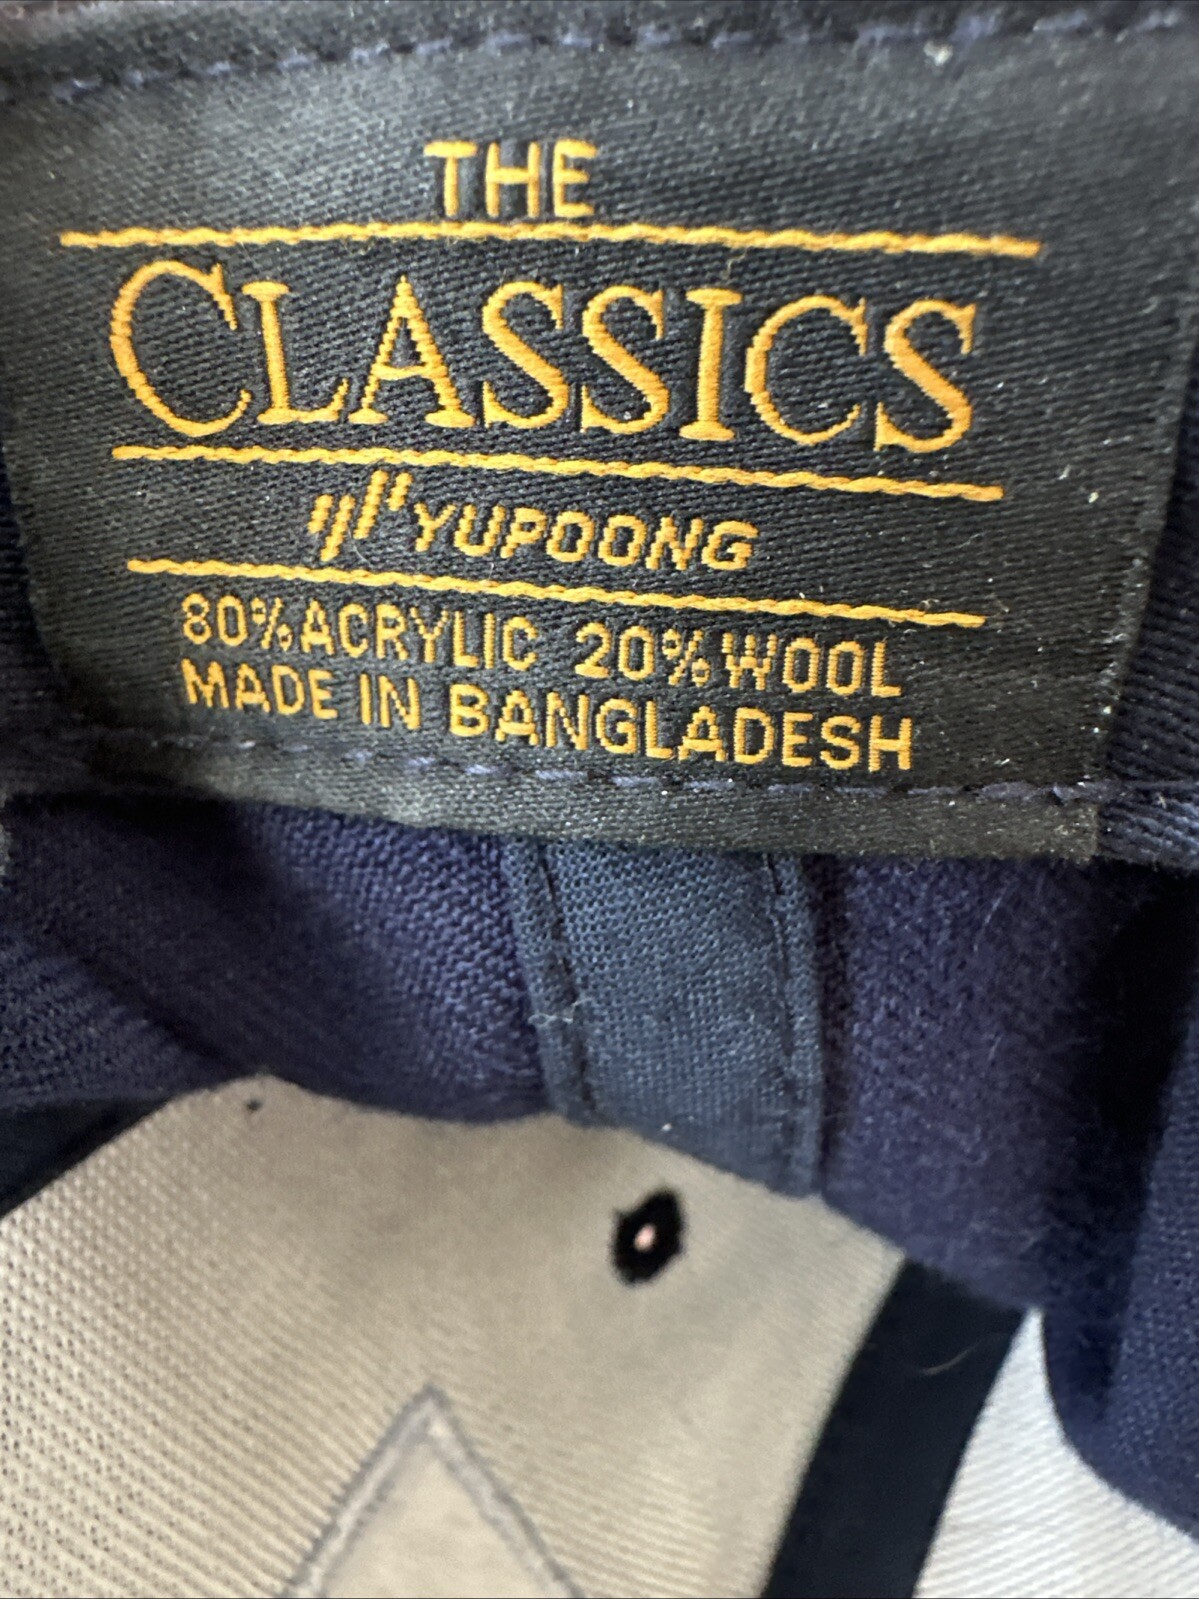 THE
CLASSICS
YUPOONG
80% ACRYLIC 20% WOOL
MADE IN BANGLADESH